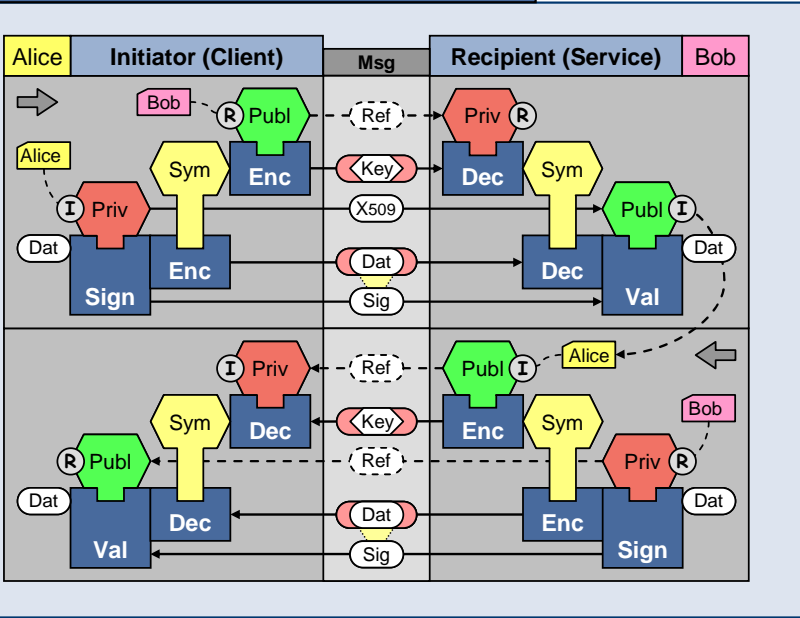 Alice Initiator (Client) Msg Recipient (Service) Bob
Bob R Publ Ref Priv R
Alice Sym Enc Key Dec Sym
I Priv X509 Publ I
Dat Enc Dat Dec Dat
Sign Sig Val
I Priv Ref Publ I Alice
Sym Dec Key Enc Sym Bob
R Publ Ref Priv R
Dat Dec Dat Enc Dat
Val Sig Sign